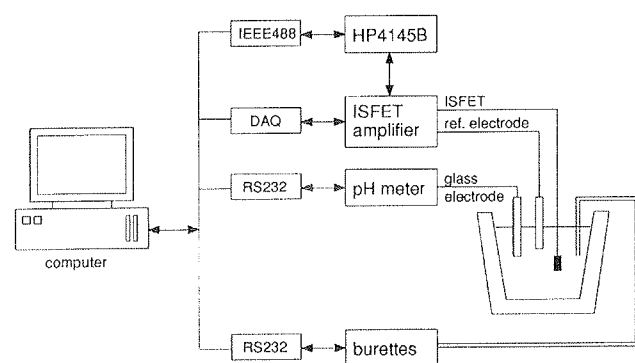 IEEE488
HP4145B
ISFET
DAQ
ISFET
amplifier
ref. electrode
RS232
pH meter
glass
electrode
computer
RS232
burettes